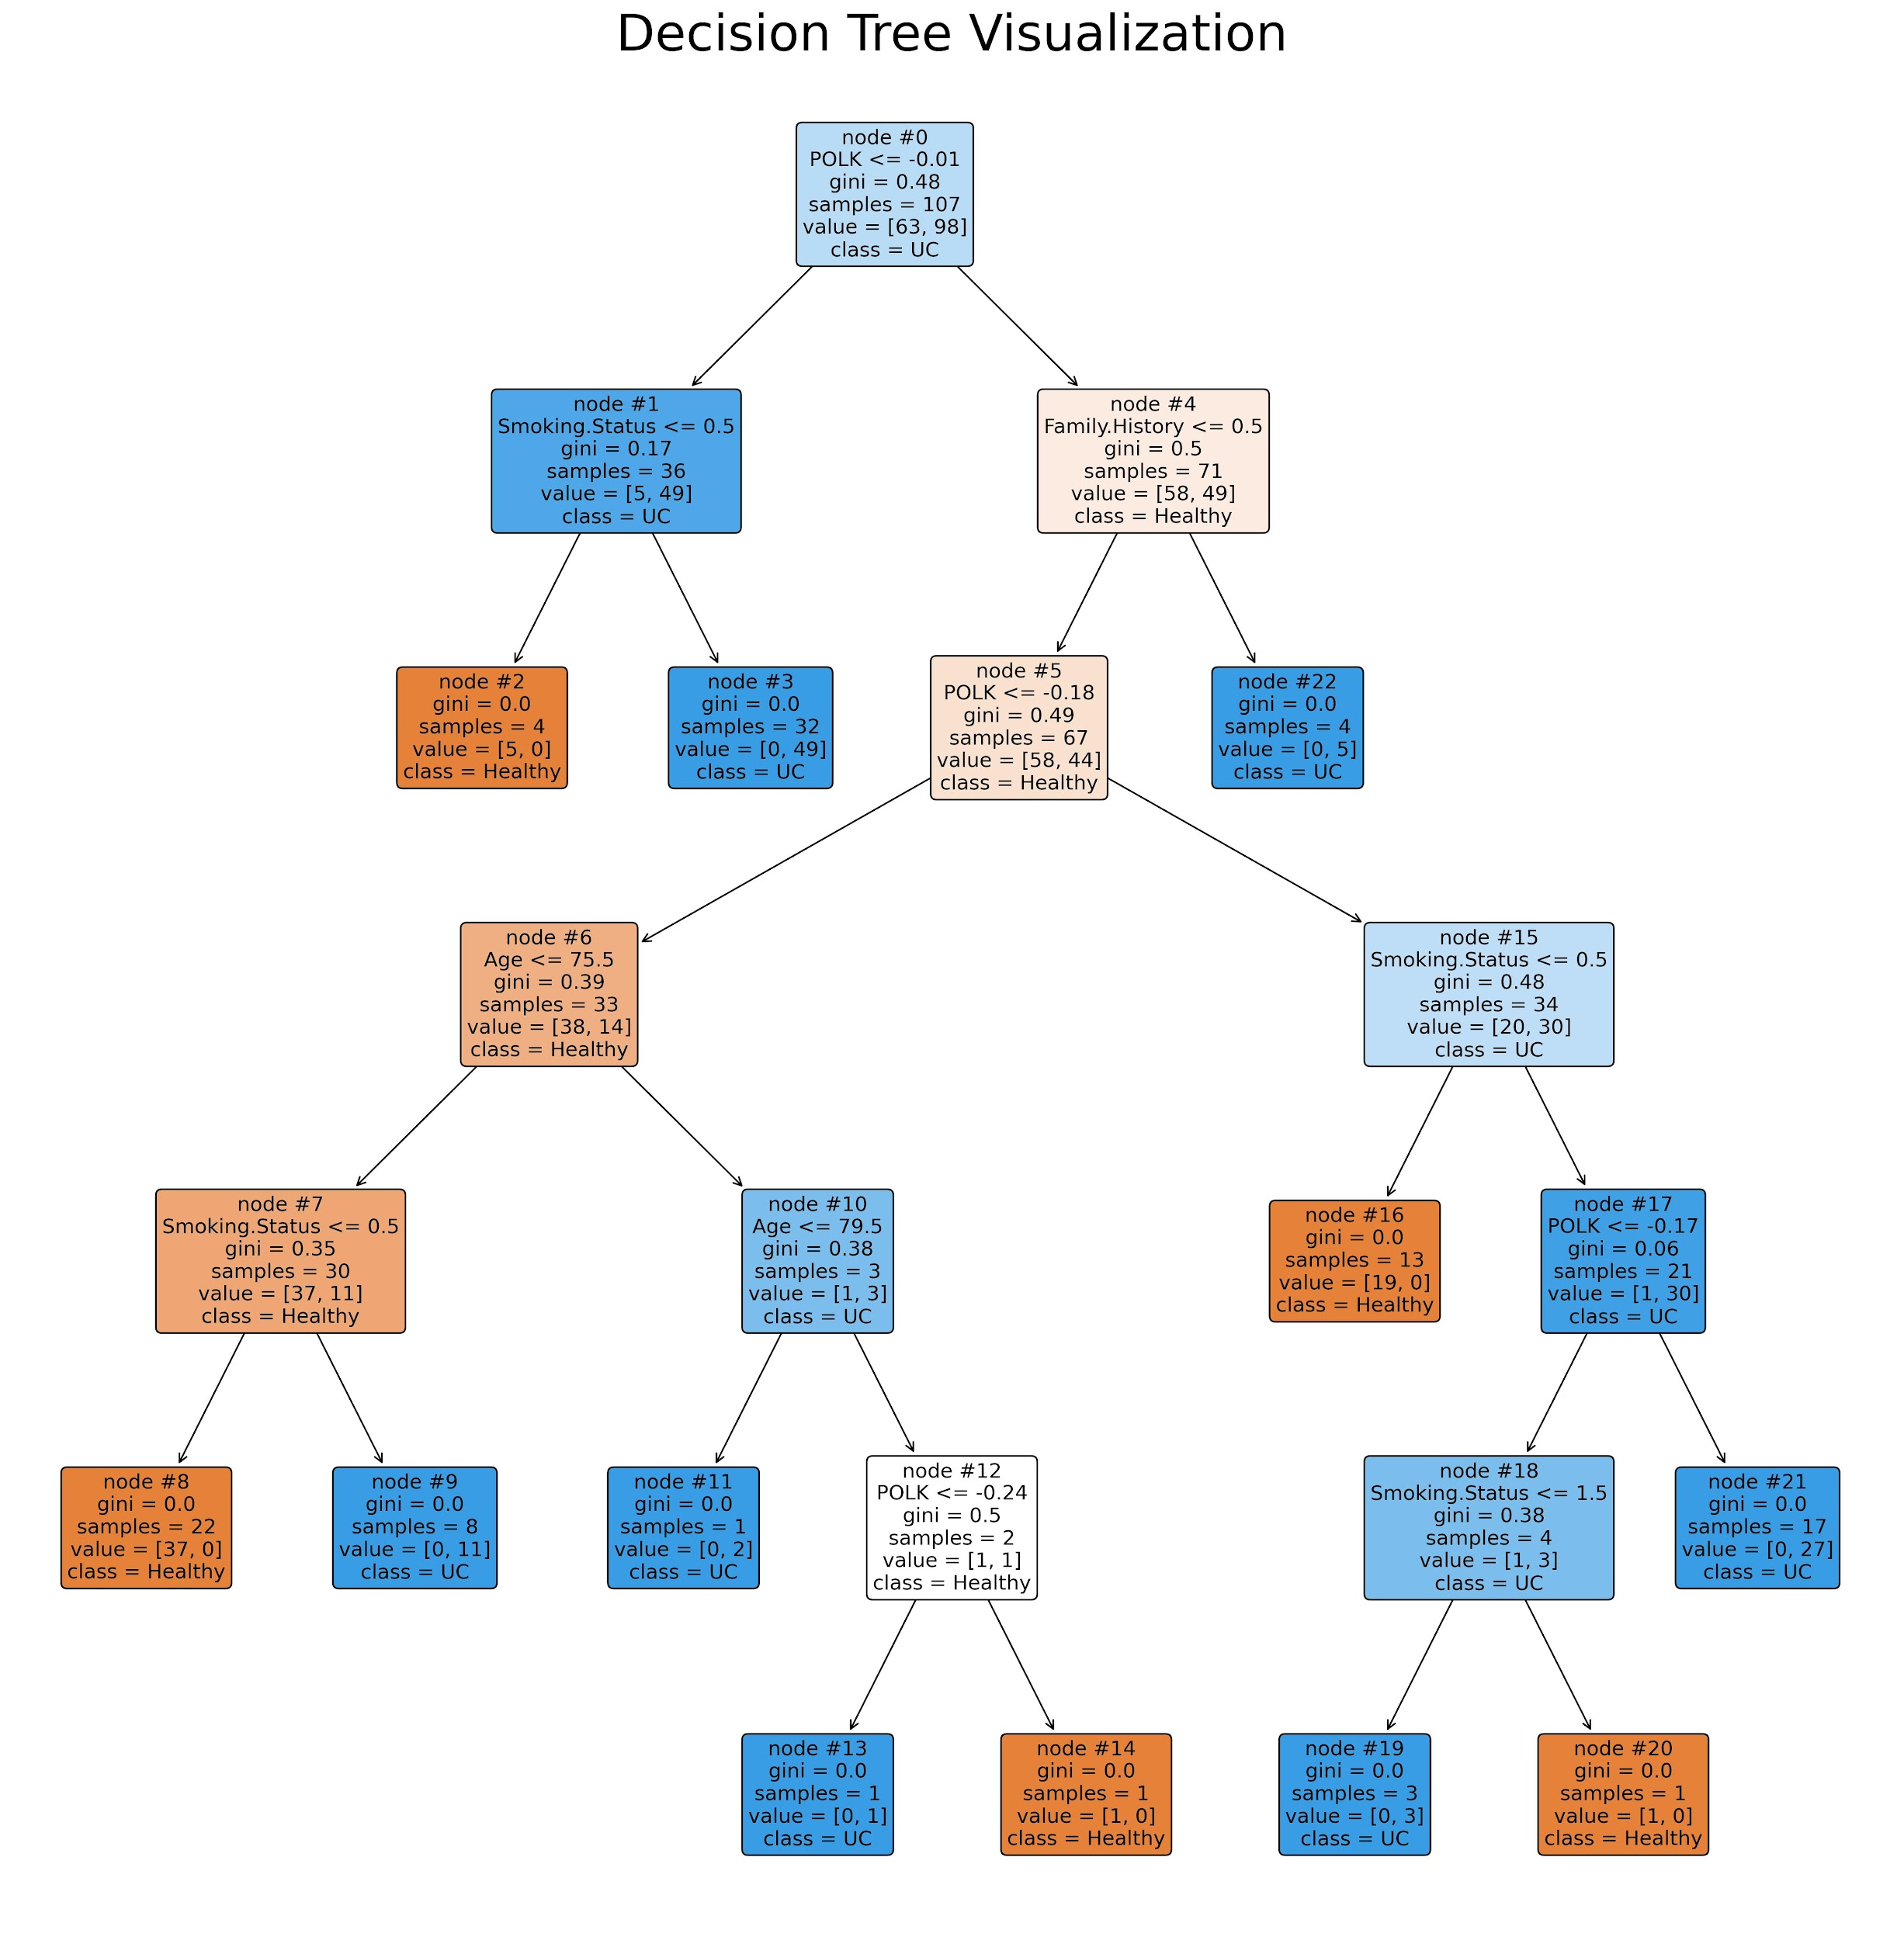 Decision Tree Visualization
node #0
POLK <= -0.01
gini = 0.48
samples = 107
value = [63, 98]
class = UC
node #1
Smoking.Status <= 0.5
gini = 0.17
samples = 36
value = [5, 49]
class = UC
node #4
Family.History <= 0.5
gini = 0.5
samples = 71
value = [58, 49]
class = Healthy
node #2
gini = 0.0
samples = 4
value = [5, 0]
class = Healthy
node #3
gini = 0.0
samples = 32
value = [0, 49]
class = UC
node #5
POLK <= -0.18
gini = 0.49
samples = 67
value = [58, 44]
class = Healthy
node #22
gini = 0.0
samples = 4
value = [0, 5]
class = UC
node #6
Age <= 75.5
gini = 0.39
samples = 33
value = [38, 14]
class = Healthy
node #15
Smoking.Status <= 0.5
gini = 0.48
samples = 34
value = [20, 30]
class = UC
node #7
Smoking.Status <= 0.5
gini = 0.35
samples = 30
value = [37, 11]
class = Healthy
node #10
Age <= 79.5
gini = 0.38
samples = 3
value = [1, 3]
class = UC
node #16
gini = 0.0
samples = 13
value = [19, 0]
class = Healthy
node #17
POLK <= -0.17
gini = 0.06
samples = 21
value = [1, 30]
class = UC
node #8
gini = 0.0
samples = 22
value = [37, 0]
class = Healthy
node #9
gini = 0.0
samples = 8
value = [0, 11]
class = UC
node #11
gini = 0.0
samples = 1
value = [0, 2]
class = UC
node #12
POLK <= -0.24
gini = 0.5
samples = 2
value = [1, 1]
class = Healthy
node #18
Smoking.Status <= 1.5
gini = 0.38
samples = 4
value = [1, 3]
class = UC
node #21
gini = 0.0
samples = 17
value = [0, 27]
class = UC
node #13
gini = 0.0
samples = 1
value = [0, 1]
class = UC
node #14
gini = 0.0
samples = 1
value = [1, 0]
class = Healthy
node #19
gini = 0.0
samples = 3
value = [0, 3]
class = UC
node #20
gini = 0.0
samples = 1
value = [1, 0]
class = Healthy